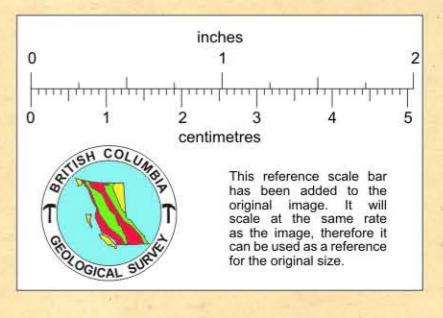 inches
0 1 2
0 1 2 3 4 5
centimetres
BRITISH COLUMBIA
GEOLOGICAL SURVEY
This reference scale bar
has been added to the
original image. It will
scale at the same rate
as the image, therefore it
can be used as a reference
for the original size.